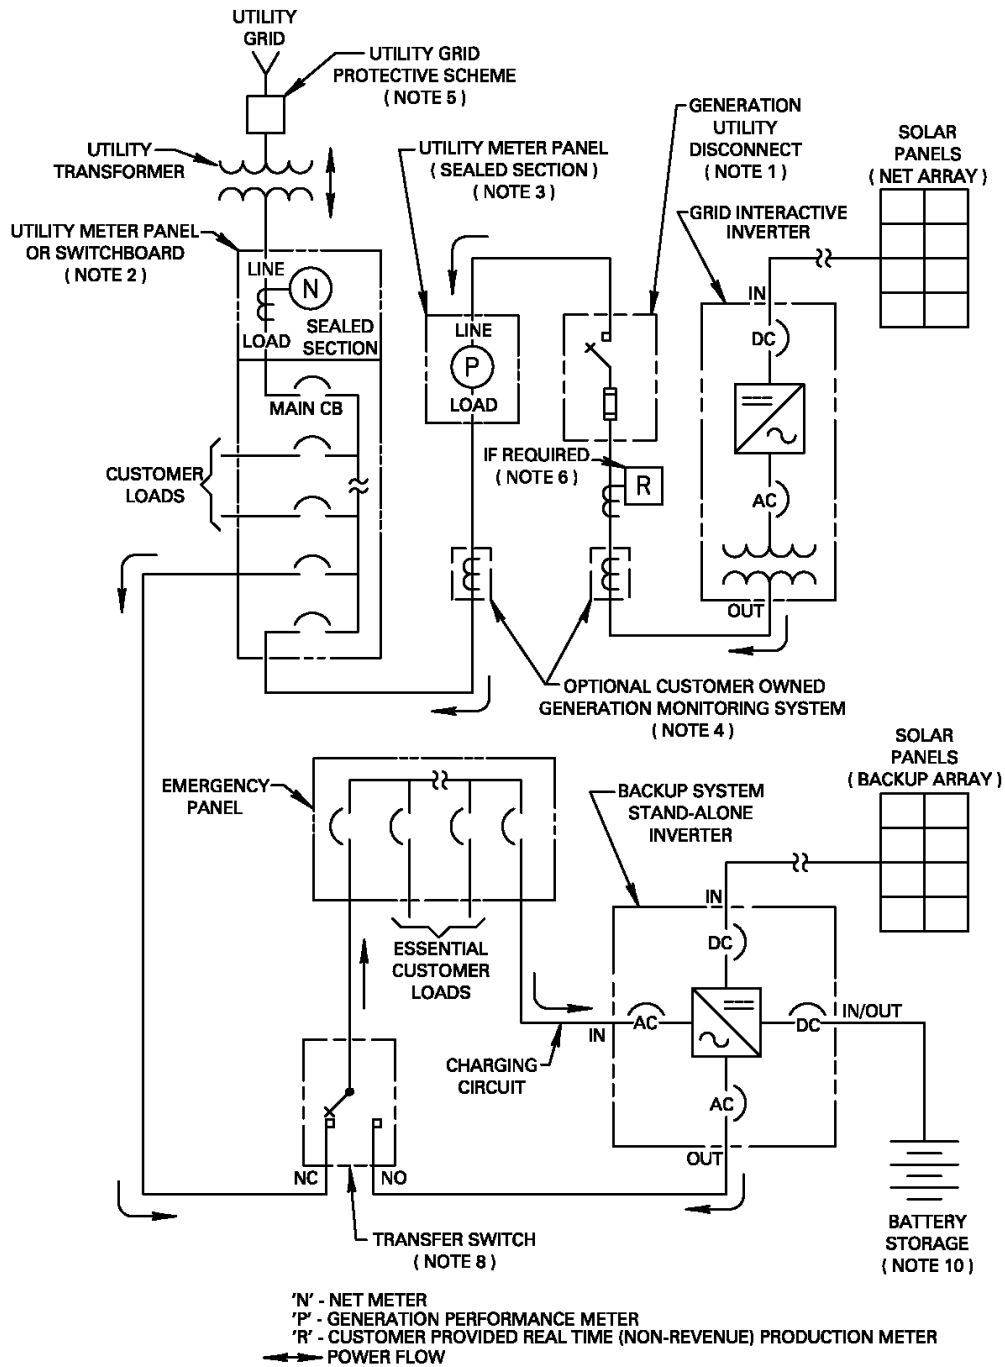 UTILITY
GRID
UTILITY GRID
PROTECTIVE SCHEME
( NOTE 5 )
UTILITY
TRANSFORMER
UTILITY METER PANEL
OR SWITCHBOARD
( NOTE 2 )
LINE
N
LOAD
SEALED
SECTION
MAIN CB
CUSTOMER
LOADS
UTILITY METER PANEL
( SEALED SECTION )
( NOTE 3 )
LINE
P
LOAD
GENERATION
UTILITY
DISCONNECT
( NOTE 1 )
IF REQUIRED
( NOTE 6 )
R
SOLAR
PANELS
( NET ARRAY )
GRID INTERACTIVE
INVERTER
IN
DC
AC
OUT
OPTIONAL CUSTOMER OWNED
GENERATION MONITORING SYSTEM
( NOTE 4 )
EMERGENCY
PANEL
ESSENTIAL
CUSTOMER
LOADS
SOLAR
PANELS
( BACKUP ARRAY )
BACKUP SYSTEM
STAND-ALONE
INVERTER
IN
DC
IN
AC
DC
IN/OUT
AC
OUT
CHARGING
CIRCUIT
NC
NO
TRANSFER SWITCH
( NOTE 8 )
BATTERY
STORAGE
( NOTE 10 )
'N' - NET METER
'P' - GENERATION PERFORMANCE METER
'R' - CUSTOMER PROVIDED REAL TIME (NON-REVENUE) PRODUCTION METER
POWER FLOW